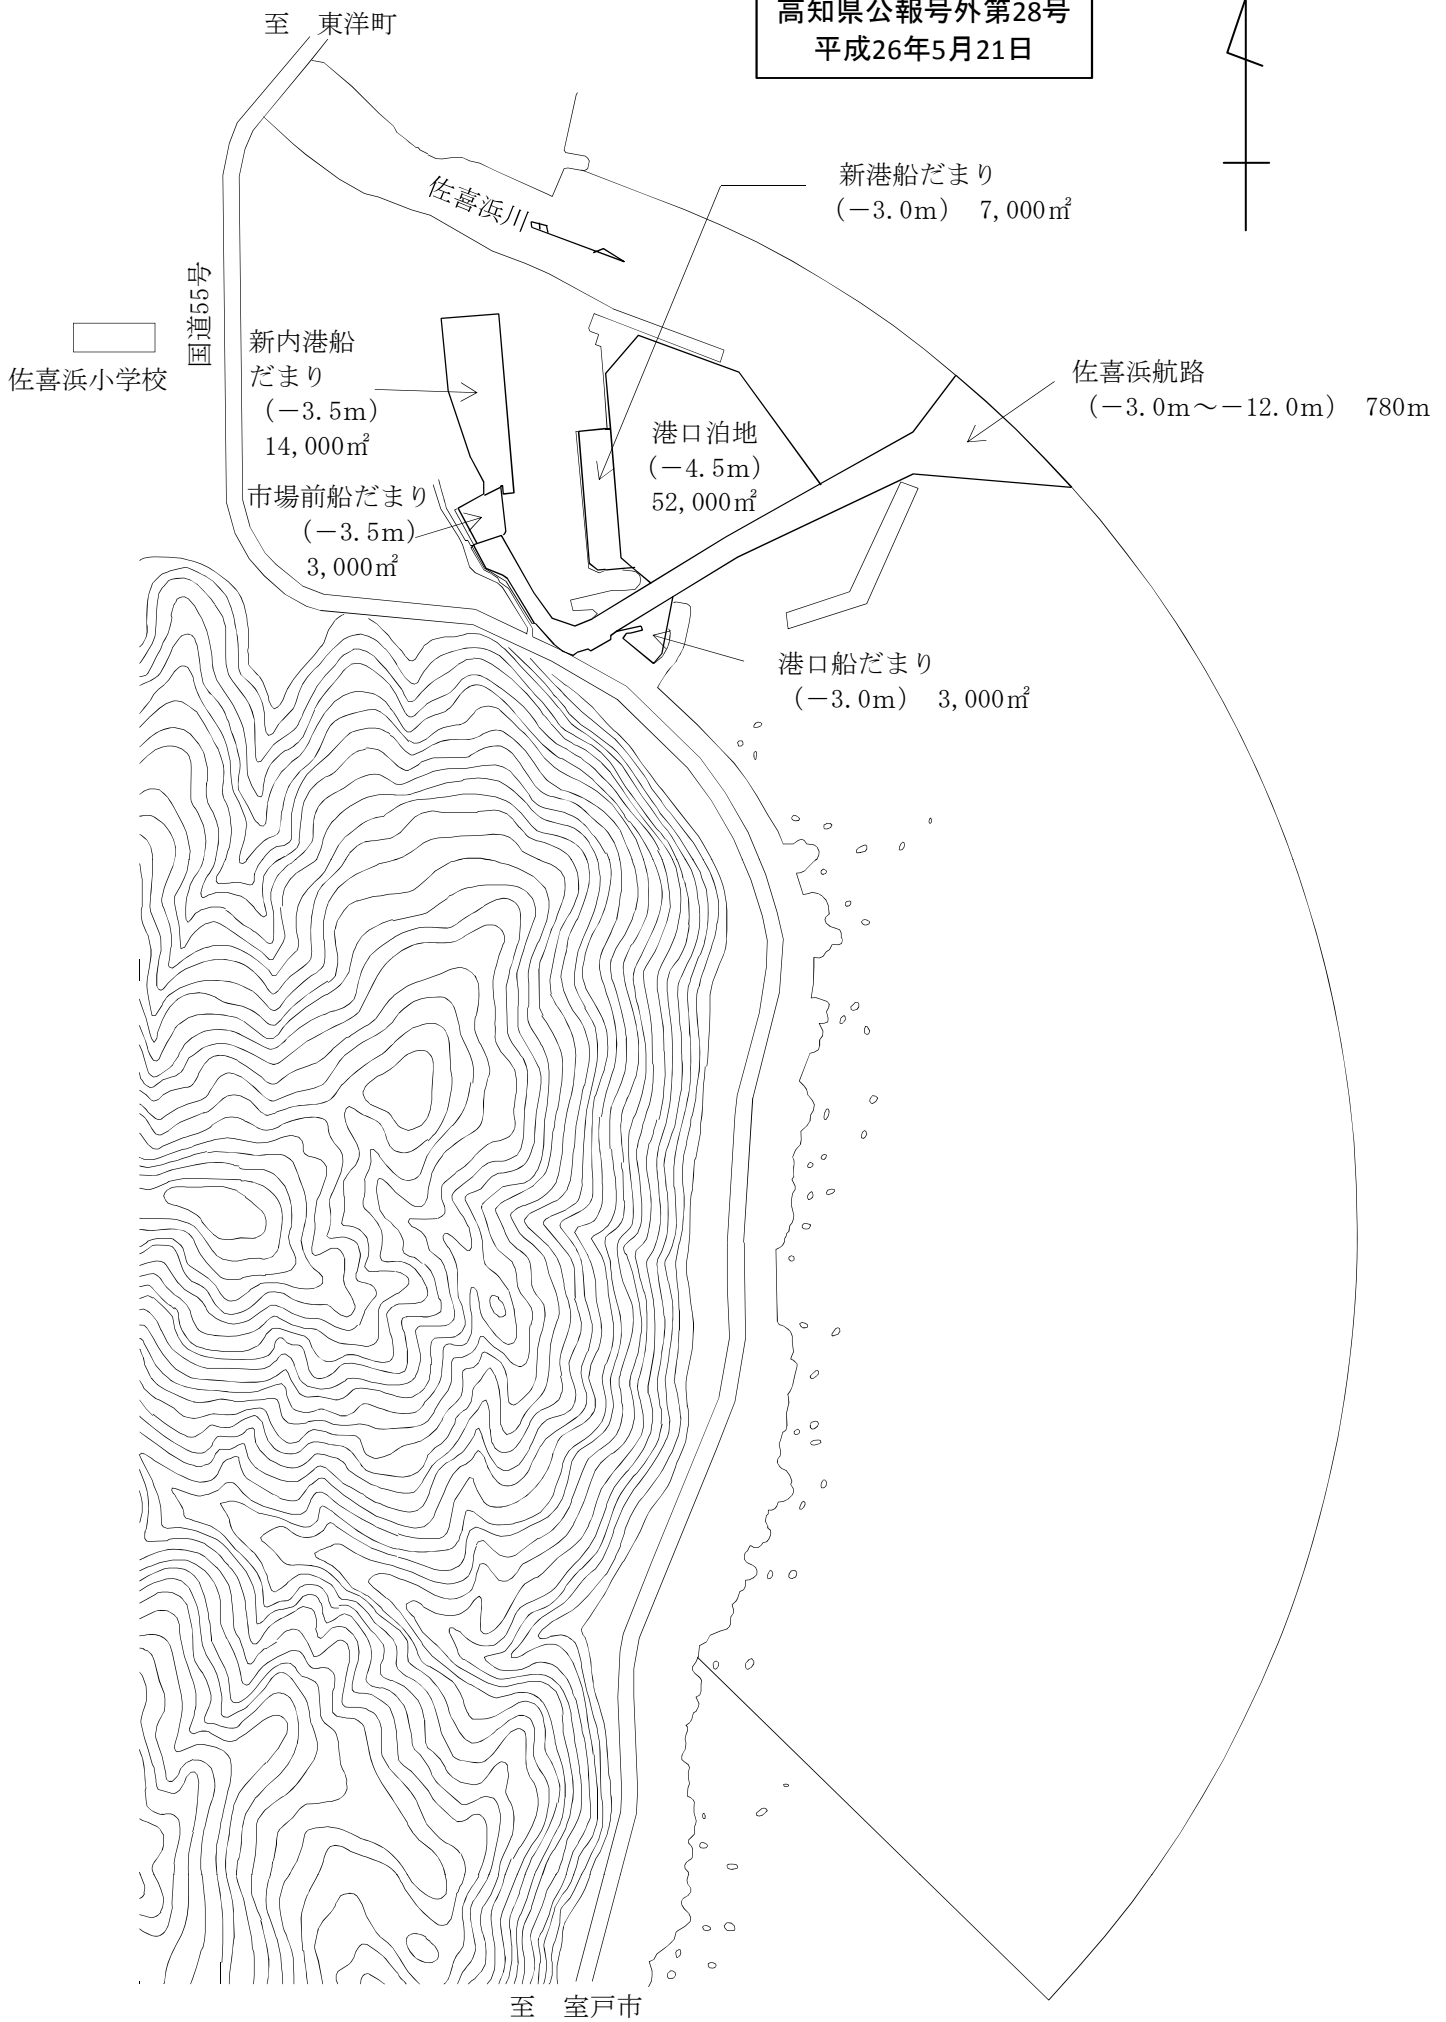 至　東洋町
高知県公報号外第28号
平成26年5月21日
新港船だまり
（－3.0m）　7,000㎡
佐喜浜川
国道55号
佐喜浜小学校
新内港船
だまり
（－3.5m）
14,000㎡
港口泊地
（－4.5m）
52,000㎡
佐喜浜航路
（－3.0m～－12.0m）　780m
市場前船だまり
（－3.5m）
3,000㎡
港口船だまり
（－3.0m）　3,000㎡
至　室戸市